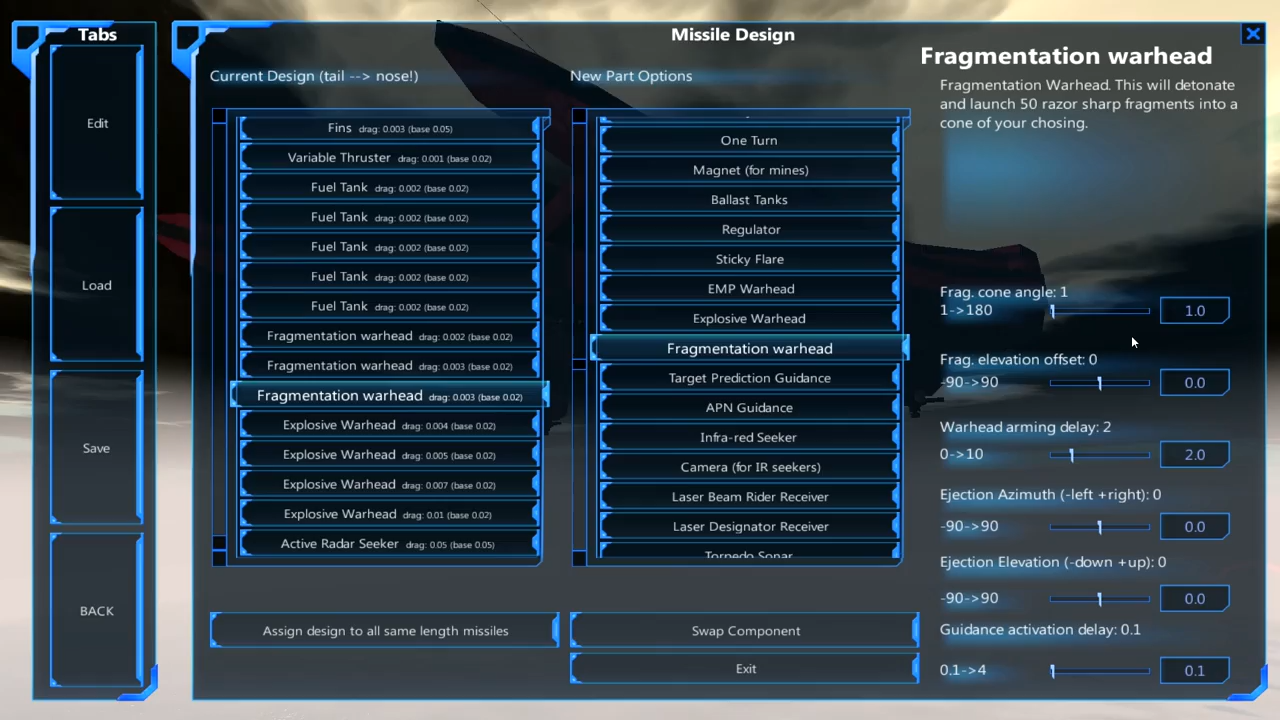 Tabs
Edit
Load
Save
BACK
Missile Design
Current Design (tail --> nose!)
Fins drag: 0.003 (base 0.05)
Variable Thruster drag: 0.001 (base 0.02)
Fuel Tank drag: 0.002 (base 0.02)
Fuel Tank drag: 0.002 (base 0.02)
Fuel Tank drag: 0.002 (base 0.02)
Fuel Tank drag: 0.002 (base 0.02)
Fuel Tank drag: 0.002 (base 0.02)
Fragmentation warhead drag: 0.002 (base 0.02)
Fragmentation warhead drag: 0.003 (base 0.02)
Fragmentation warhead drag: 0.003 (base 0.02)
Explosive Warhead drag: 0.004 (base 0.02)
Explosive Warhead drag: 0.005 (base 0.02)
Explosive Warhead drag: 0.007 (base 0.02)
Explosive Warhead drag: 0.01 (base 0.02)
Active Radar Seeker drag: 0.05 (base 0.05)
Assign design to all same length missiles
New Part Options
One Turn
Magnet (for mines)
Ballast Tanks
Regulator
Sticky Flare
EMP Warhead
Explosive Warhead
Fragmentation warhead
Target Prediction Guidance
APN Guidance
Infra-red Seeker
Camera (for IR seekers)
Laser Beam Rider Receiver
Laser Designator Receiver
Torpedo Sonar
Swap Component
Exit
Fragmentation warhead
Fragmentation Warhead. This will detonate
and launch 50 razor sharp fragments into a
cone of your chosing.
Frag. cone angle: 1
1->180 1.0
Frag. elevation offset: 0
-90->90 0.0
Warhead arming delay: 2
0->10 2.0
Ejection Azimuth (-left +right): 0
-90->90 0.0
Ejection Elevation (-down +up): 0
-90->90 0.0
Guidance activation delay: 0.1
0.1->4 0.1